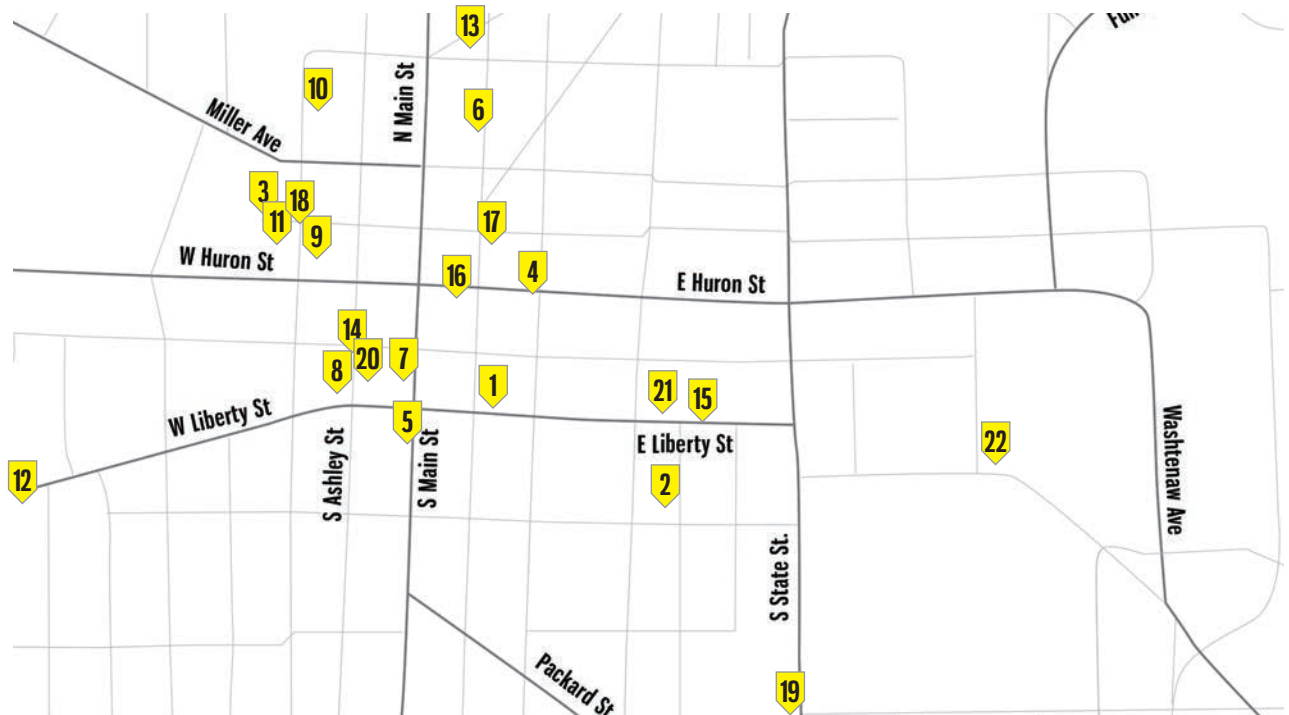 13
Ful
10
N Main St
6
Miller Ave
3
18
11
9
17
W Huron St
16
4
E Huron St
14
20
7
8
1
21
15
W Liberty St
5
E Liberty St
12
S Ashley St
S Main St
2
22
Washtenaw Ave
S State St.
Packard St
19